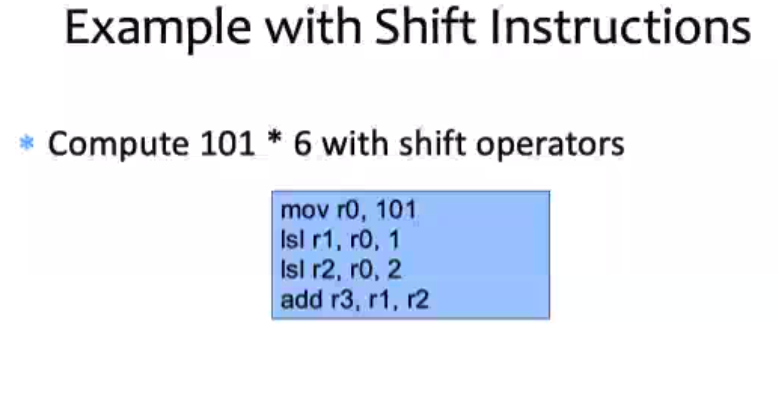 Example with Shift Instructions
* Compute 101 * 6 with shift operators
mov r0, 101
lsl r1, r0, 1
lsl r2, r0, 2
add r3, r1, r2